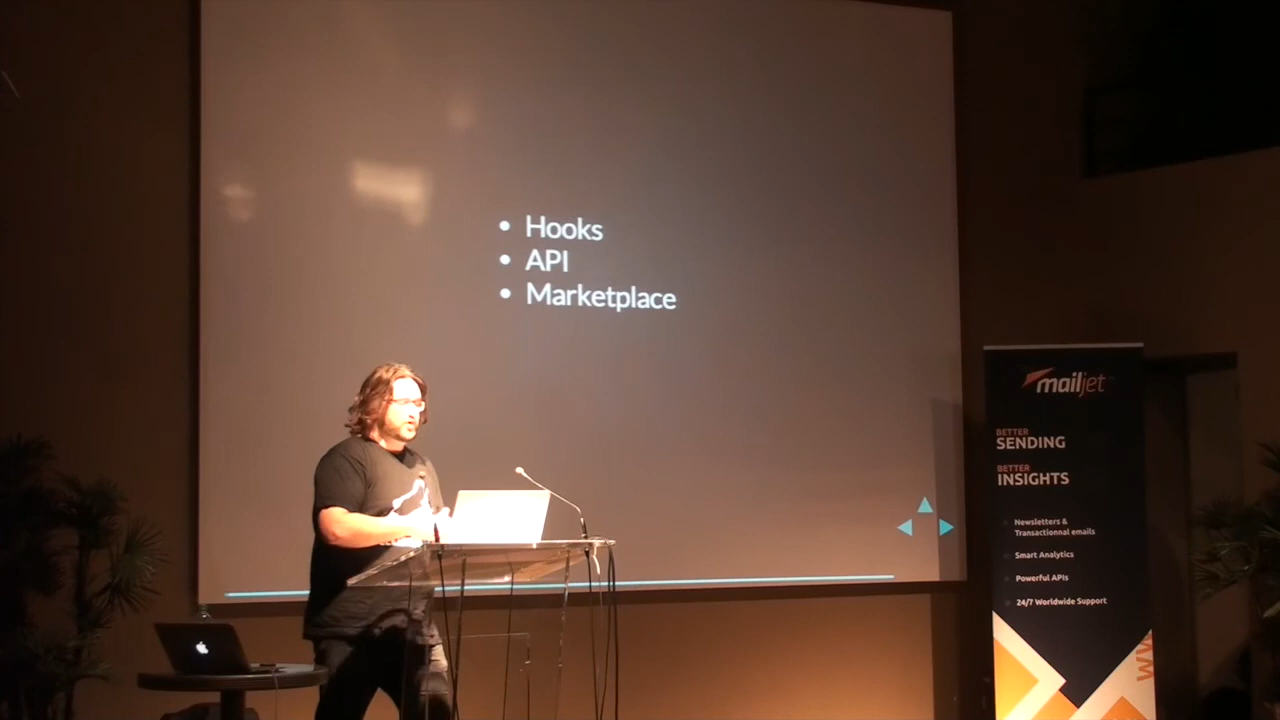 Hooks
API
Marketplace
mailjet
BETTER
SENDING
BETTER
INSIGHTS
Newsletters &
Transactionnal emails
Smart Analytics
Powerful APIs
24/7 Worldwide Support